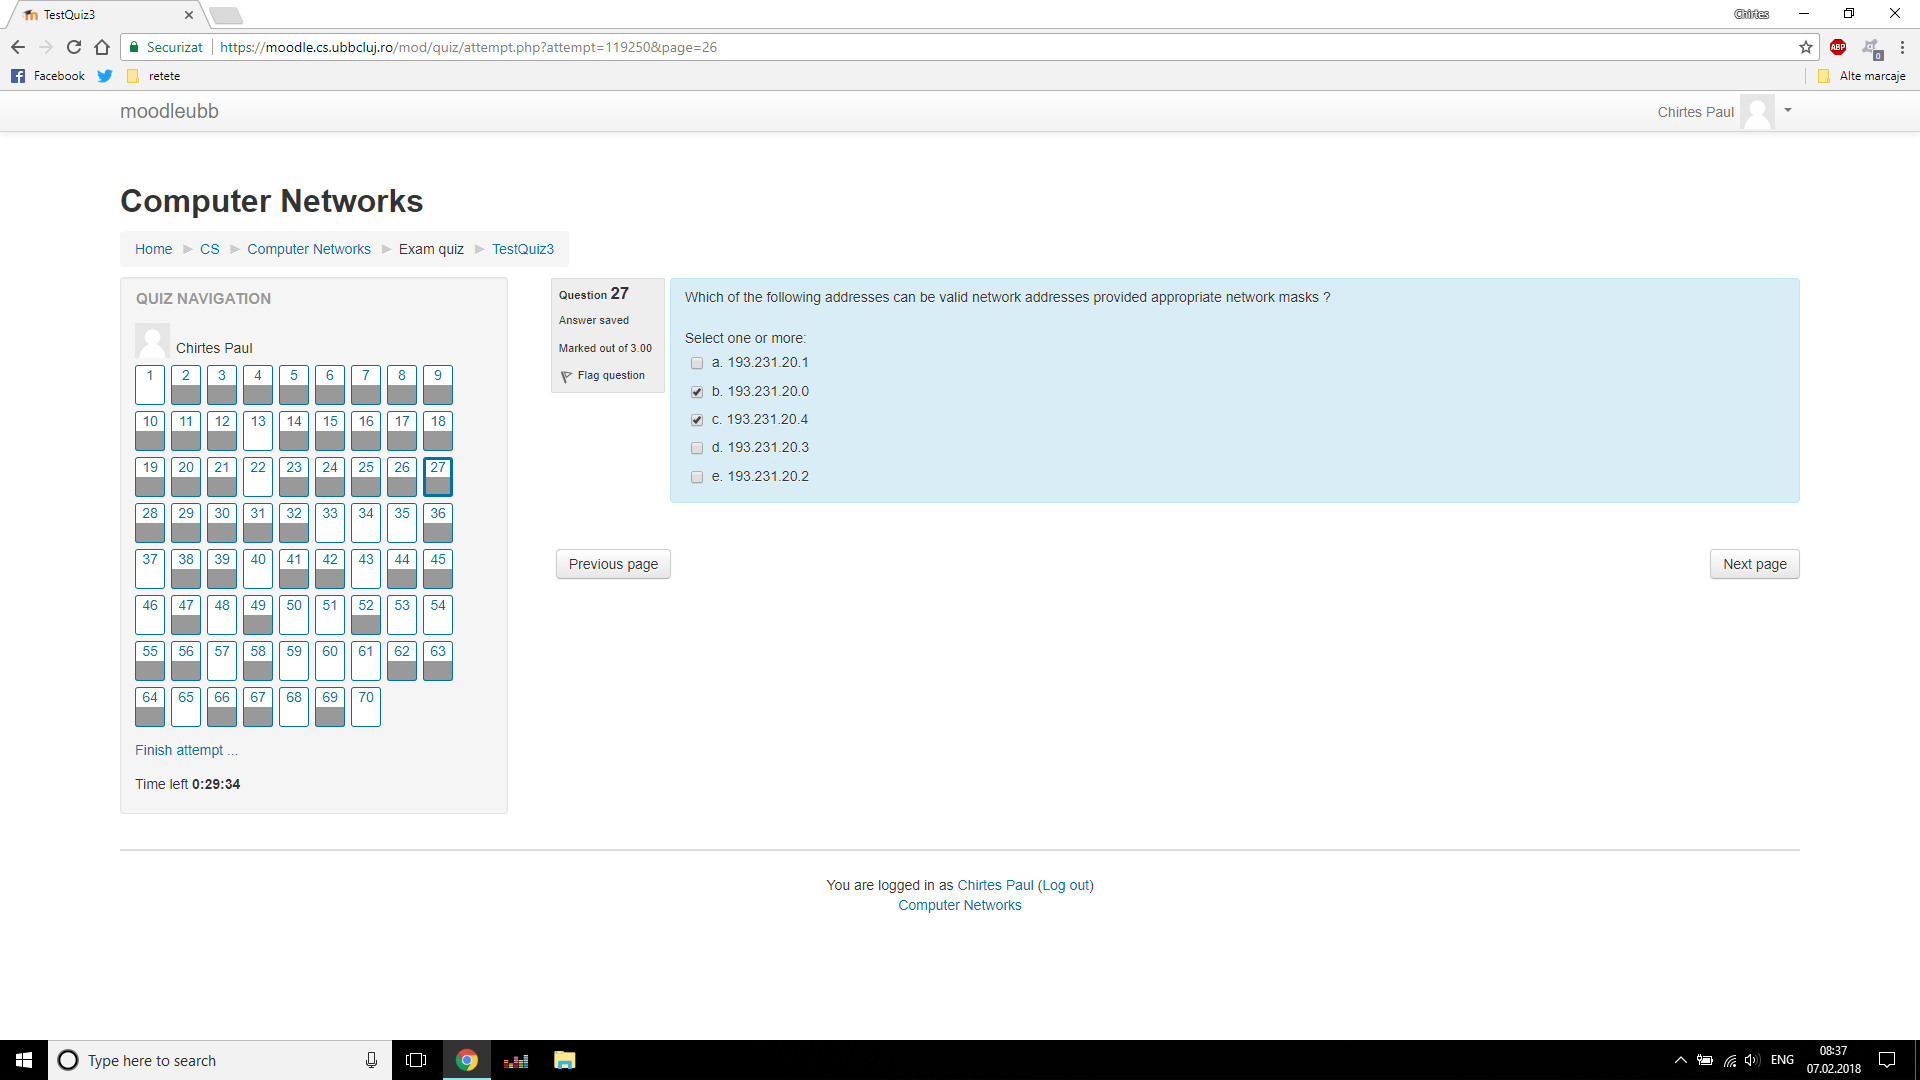 TestQuiz3
Chirtes
Securizat
https://moodle.cs.ubbcluj.ro/mod/quiz/attempt.php?attempt=119250&page=26
ABP
0
Facebook
retete
Alte marcaje
moodleubb
Chirtes Paul
Computer Networks
Home ► CS ► Computer Networks ► Exam quiz ► TestQuiz3
QUIZ NAVIGATION
Chirtes Paul
1 2 3 4 5 6 7 8 9
10 11 12 13 14 15 16 17 18
19 20 21 22 23 24 25 26 27
28 29 30 31 32 33 34 35 36
37 38 39 40 41 42 43 44 45
46 47 48 49 50 51 52 53 54
55 56 57 58 59 60 61 62 63
64 65 66 67 68 69 70
Finish attempt ...
Time left 0:29:34
Question 27
Answer saved
Marked out of 3.00
Flag question
Which of the following addresses can be valid network addresses provided appropriate network masks ?
Select one or more:
a. 193.231.20.1
b. 193.231.20.0
c. 193.231.20.4
d. 193.231.20.3
e. 193.231.20.2
Previous page
Next page
You are logged in as Chirtes Paul (Log out)
Computer Networks
Type here to search
ENG
08:37
07.02.2018